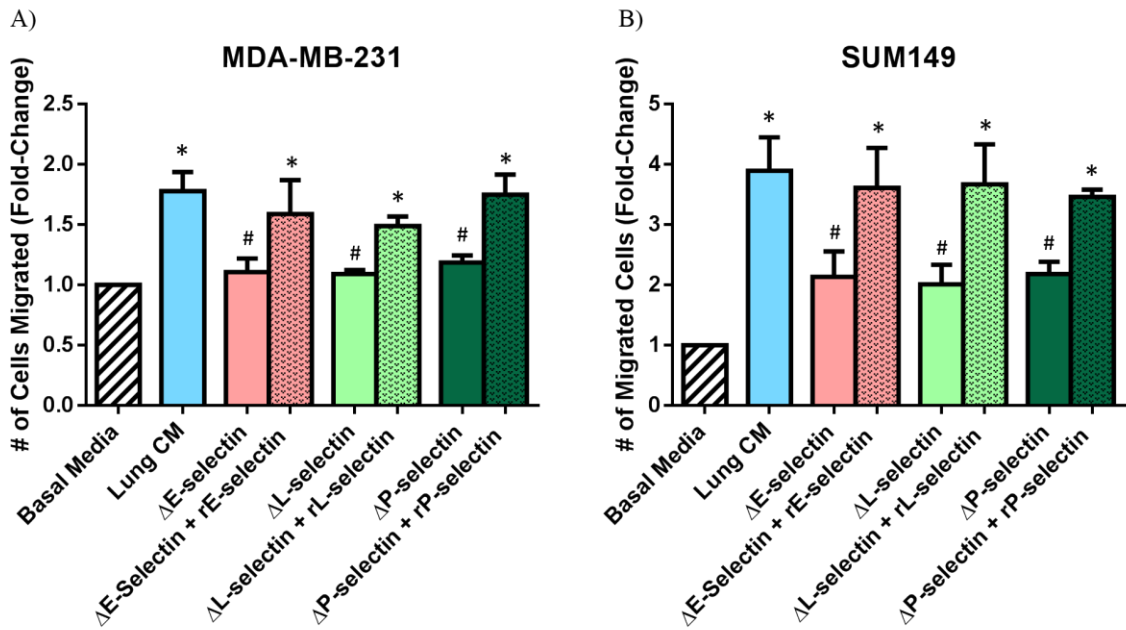 A)
MDA-MB-231
# of Cells Migrated (Fold-Change)
2.5
2.0
1.5
1.0
0.5
0.0
*
#
*
#
*
#
*
Basal Media
Lung CM
ΔE-selectin
ΔE-Selectin + rE-selectin
ΔL-selectin
ΔL-selectin + rL-selectin
ΔP-selectin
ΔP-selectin + rP-selectin
B)
SUM149
# of Migrated Cells (Fold-Change)
5
4
3
2
1
0
*
#
*
#
*
#
*
Basal Media
Lung CM
ΔE-selectin
ΔE-Selectin + rE-selectin
ΔL-selectin
ΔL-selectin + rL-selectin
ΔP-selectin
ΔP-selectin + rP-selectin